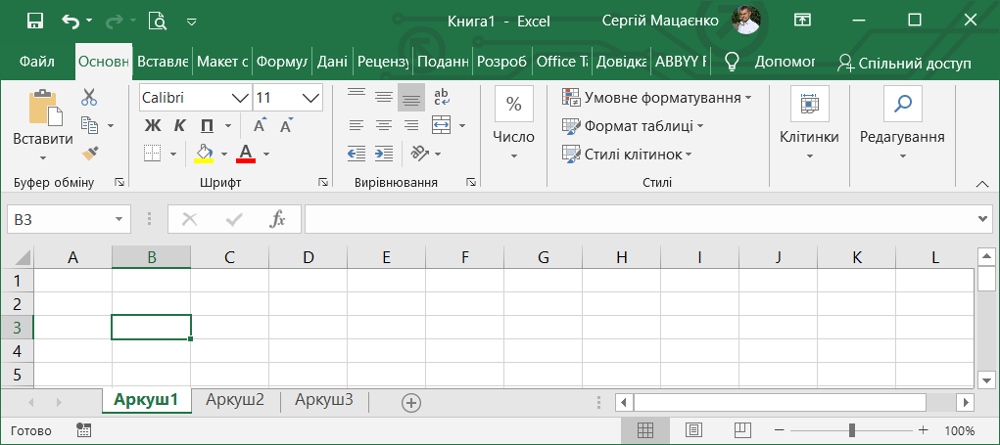 Книга1 - Excel
Сергій Мацаєнко
Файл Основн Вставле Макет с Формул Дані Рецензу Поданн Розроб Office Ta Довідка ABBYY F Допомог Спільний доступ
Вставити
Буфер обміну
Calibri 11
Ж К П А А
А
Шрифт
ab
c
Вирівнювання
%
Число
Умовне форматування
Формат таблиці
Стилі клітинок
Стилі
Клітинки
Редагування
B3 fx
A B C D E F G H I J K L
1
2
3
4
5
Аркуш1 Аркуш2 Аркуш3
Готово 100%